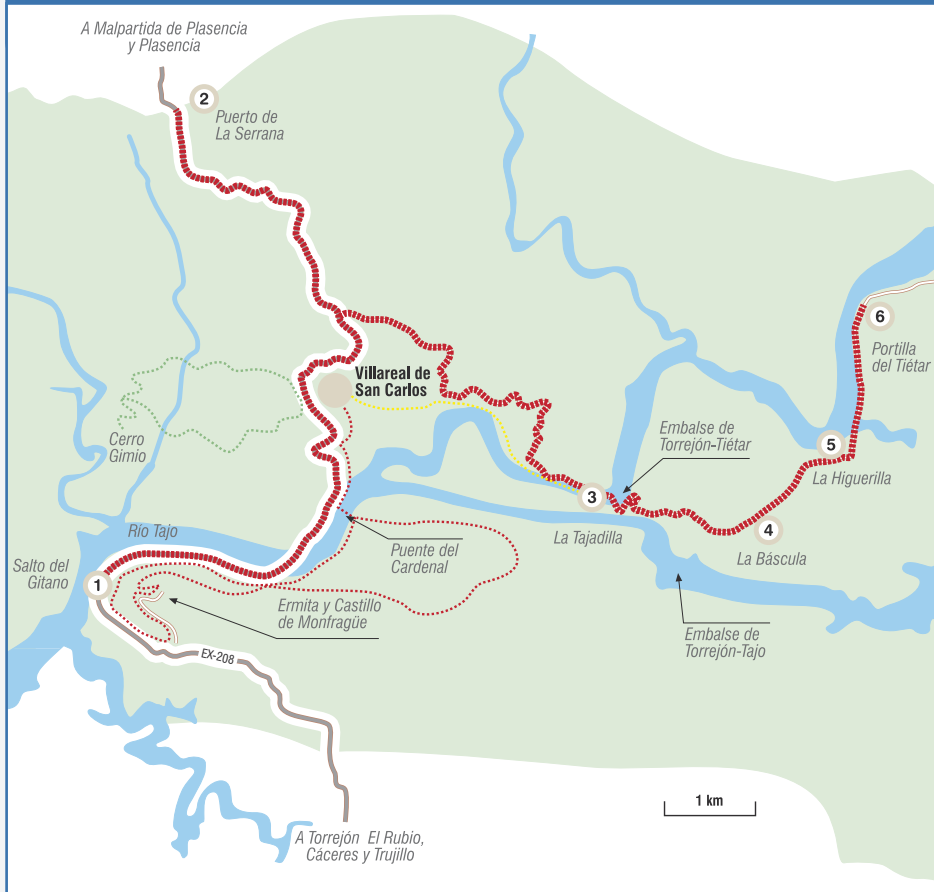 A Malpartida de Plasencia
y Plasencia
2
Puerto de
La Serrana
6
Portilla
del Tiétar
Villareal de
San Carlos
Cerro
Gimio
Embalse de
Torrejón-Tiétar
5
La Higuerilla
3
La Tajadilla
4
La Báscula
Río Tajo
Puente del
Cardenal
Salto del
Gitano
1
Ermita y Castillo
de Monfragüe
Embalse de
Torrejón-Tajo
EX-208
1 km
A Torrejón El Rubio,
Cáceres y Trujillo